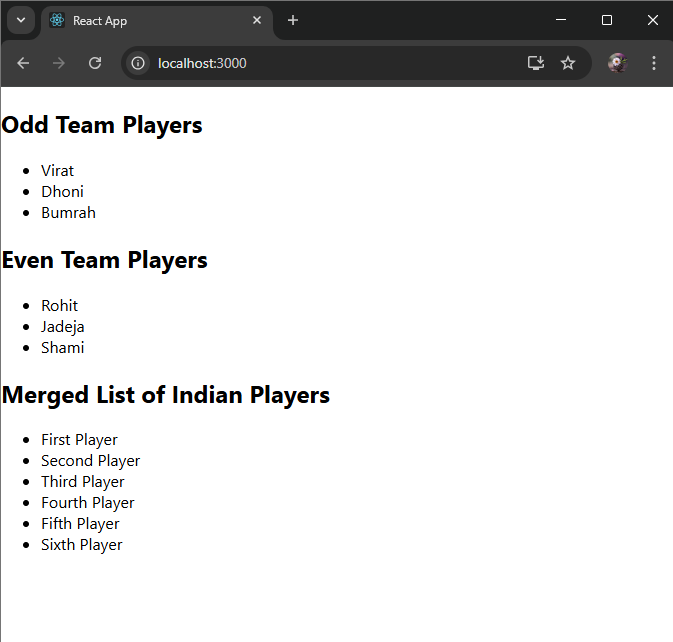 React App
localhost:3000
Odd Team Players
Virat
Dhoni
Bumrah
Even Team Players
Rohit
Jadeja
Shami
Merged List of Indian Players
First Player
Second Player
Third Player
Fourth Player
Fifth Player
Sixth Player